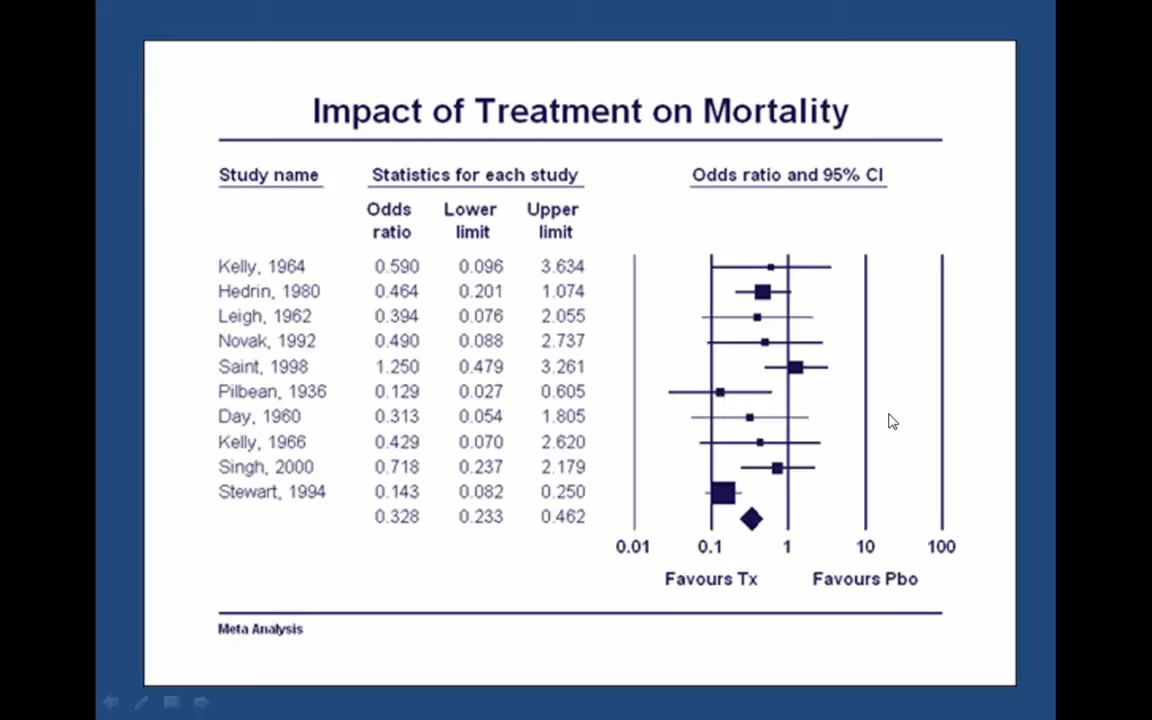 Impact of Treatment on Mortality
Study name Statistics for each study Odds ratio and 95% CI
Odds Lower Upper
ratio limit limit
Kelly, 1964 0.590 0.096 3.634
Hedrin, 1980 0.464 0.201 1.074
Leigh, 1962 0.394 0.076 2.055
Novak, 1992 0.490 0.088 2.737
Saint, 1998 1.250 0.479 3.261
Pilbean, 1936 0.129 0.027 0.605
Day, 1960 0.313 0.054 1.805
Kelly, 1966 0.429 0.070 2.620
Singh, 2000 0.718 0.237 2.179
Stewart, 1994 0.143 0.082 0.250
0.328 0.233 0.462
0.01 0.1 1 10 100
Favours Tx Favours Pbo
Meta Analysis